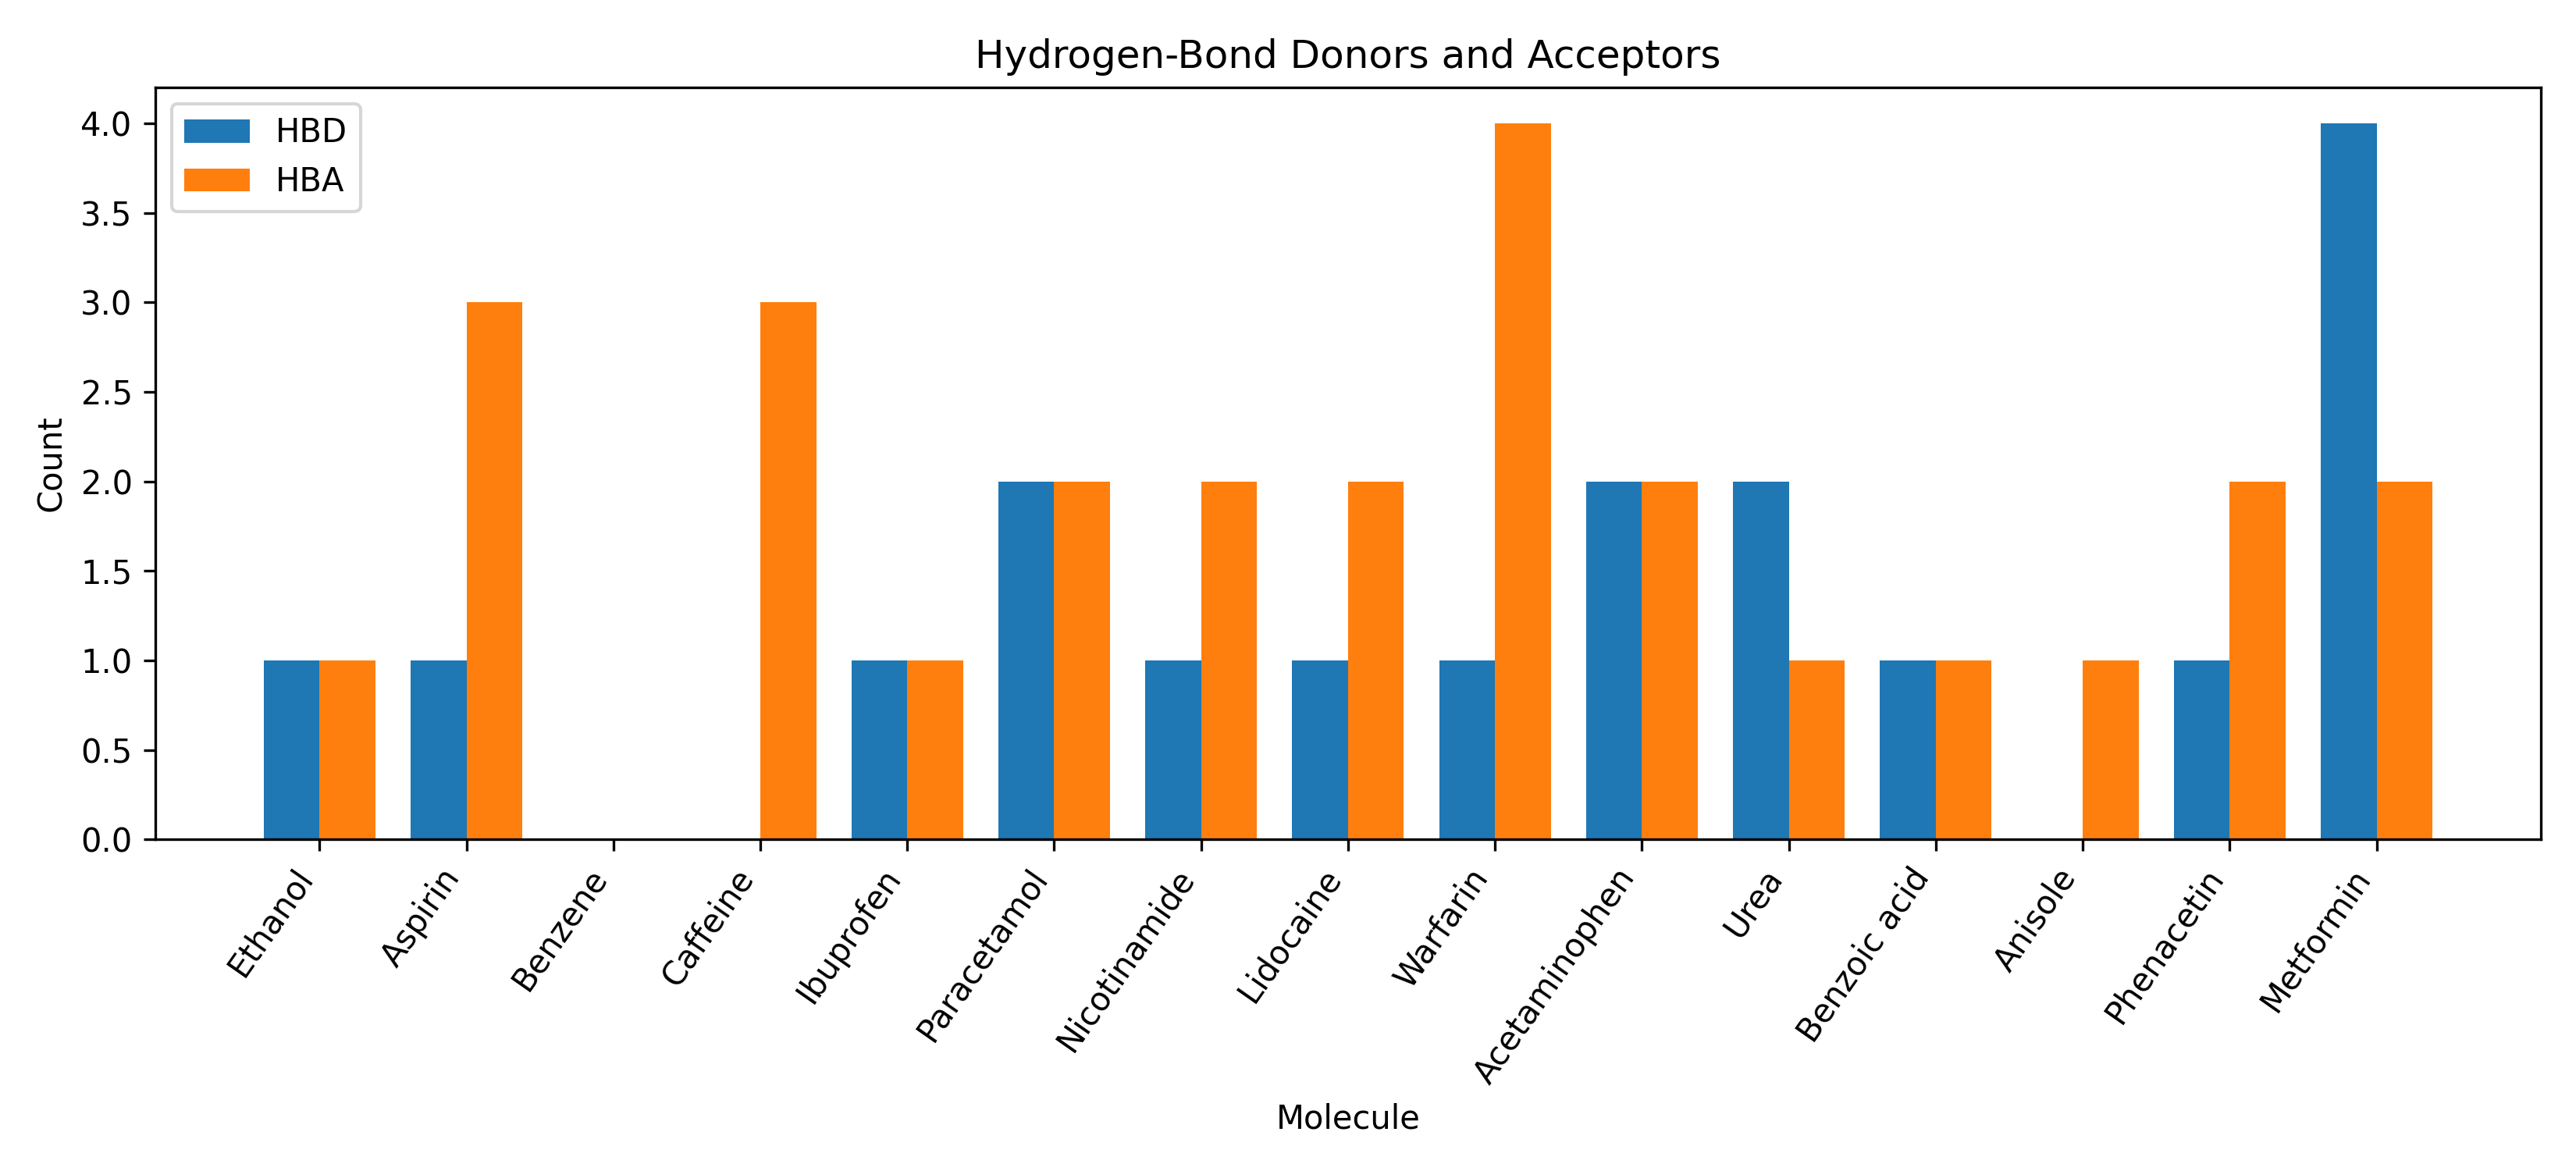 Hydrogen-Bond Donors and Acceptors
HBD
HBA
4.0
3.5
3.0
2.5
2.0
1.5
1.0
0.5
0.0
Count
Ethanol
Aspirin
Benzene
Caffeine
Ibuprofen
Paracetamol
Nicotinamide
Lidocaine
Warfarin
Acetaminophen
Urea
Benzoic acid
Anisole
Phenacetin
Metformin
Molecule